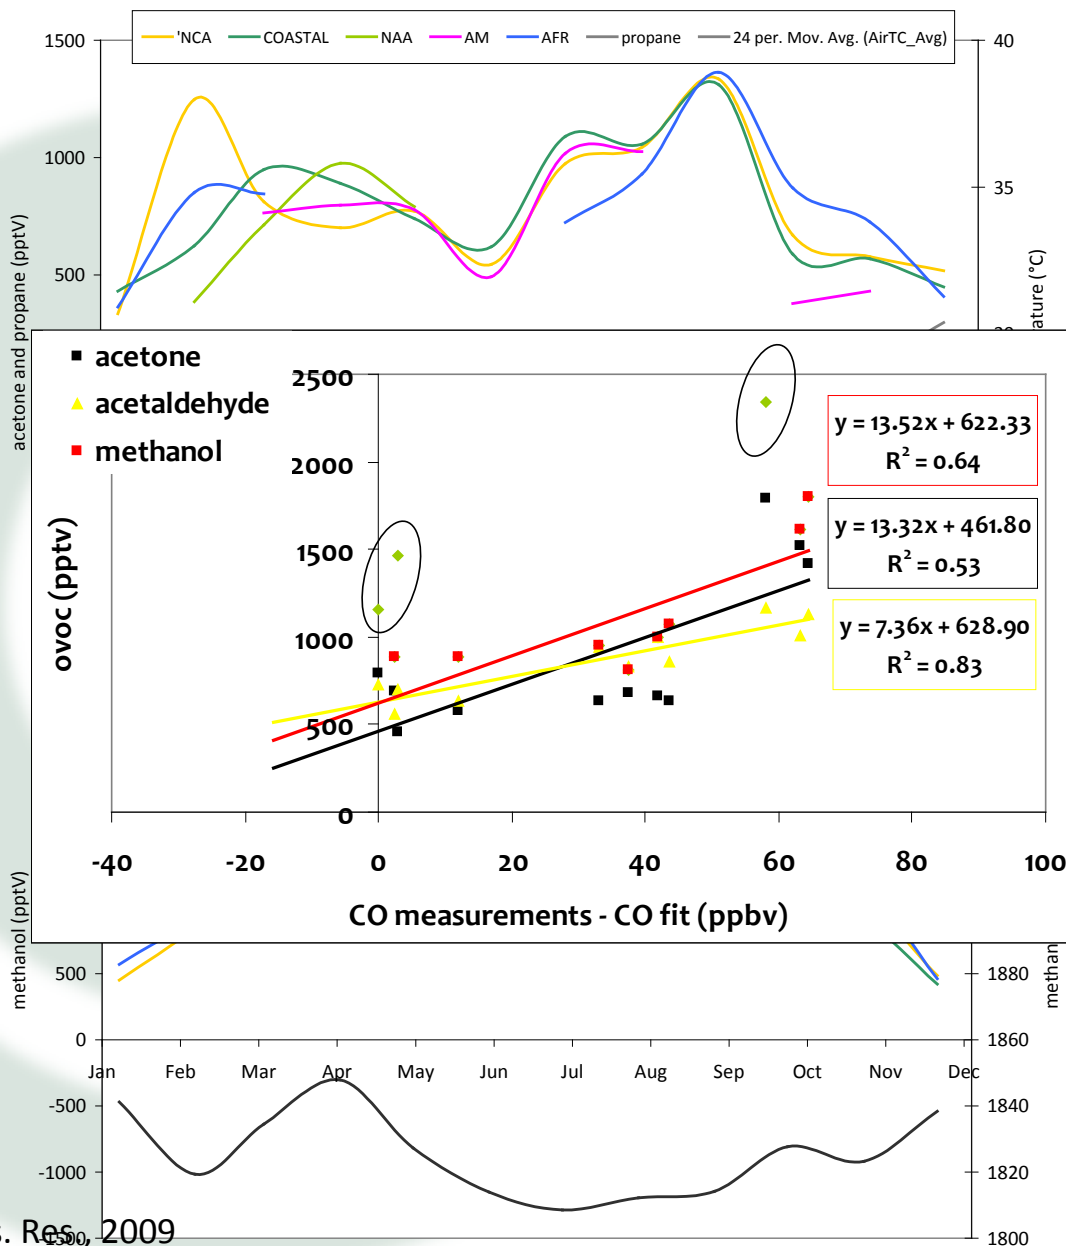 'NCA COASTAL NAA AM AFR propane 24 per. Mov. Avg. (AirTC_Avg)
1500
1000
500
40
35
acetone and propane (pptV)
ature (°C)
acetone
acetaldehyde
methanol
2500
2000
1500
1000
500
0
ovoc (pptv)
y = 13.52x + 622.33
R² = 0.64
y = 13.32x + 461.80
R² = 0.53
y = 7.36x + 628.90
R² = 0.83
-40 -20 0 20 40 60 80 100
CO measurements - CO fit (ppbv)
methanol (pptV)
500
0
-500
-1000
-1500
1880
1860
1840
1820
1800
methan
Jan Feb Mar Apr May Jun Jul Aug Sep Oct Nov Dec
s. Res., 2009